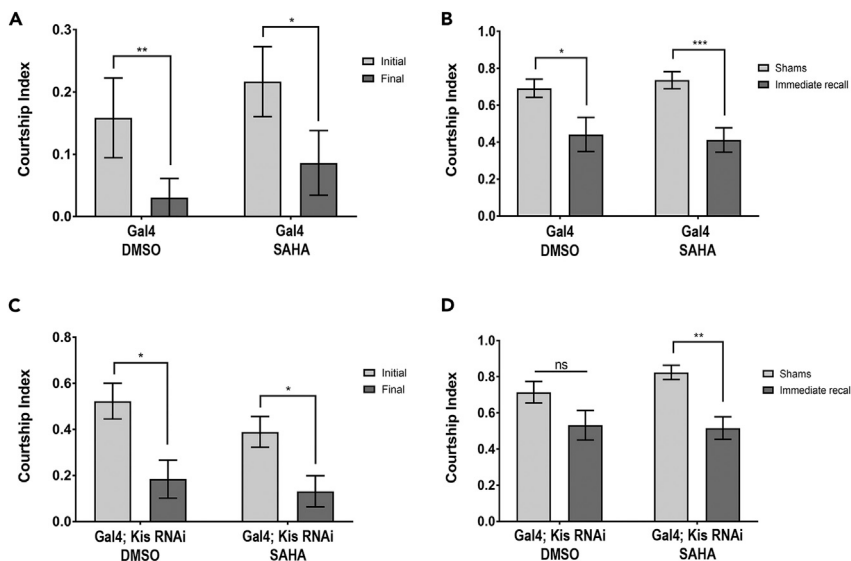 A
Courtship Index
0.3
0.2
0.1
0.0
**
*
Initial
Final
Gal4
DMSO
Gal4
SAHA
B
Courtship Index
1.0
0.8
0.6
0.4
0.2
0.0
*
***
Shams
Immediate recall
Gal4
DMSO
Gal4
SAHA
C
Courtship Index
0.8
0.6
0.4
0.2
0.0
*
*
Initial
Final
Gal4; Kis RNAi
DMSO
Gal4; Kis RNAi
SAHA
D
Courtship Index
1.0
0.8
0.6
0.4
0.2
0.0
ns
**
Shams
Immediate recal
Gal4; Kis RNAi
DMSO
Gal4; Kis RNAi
SAHA